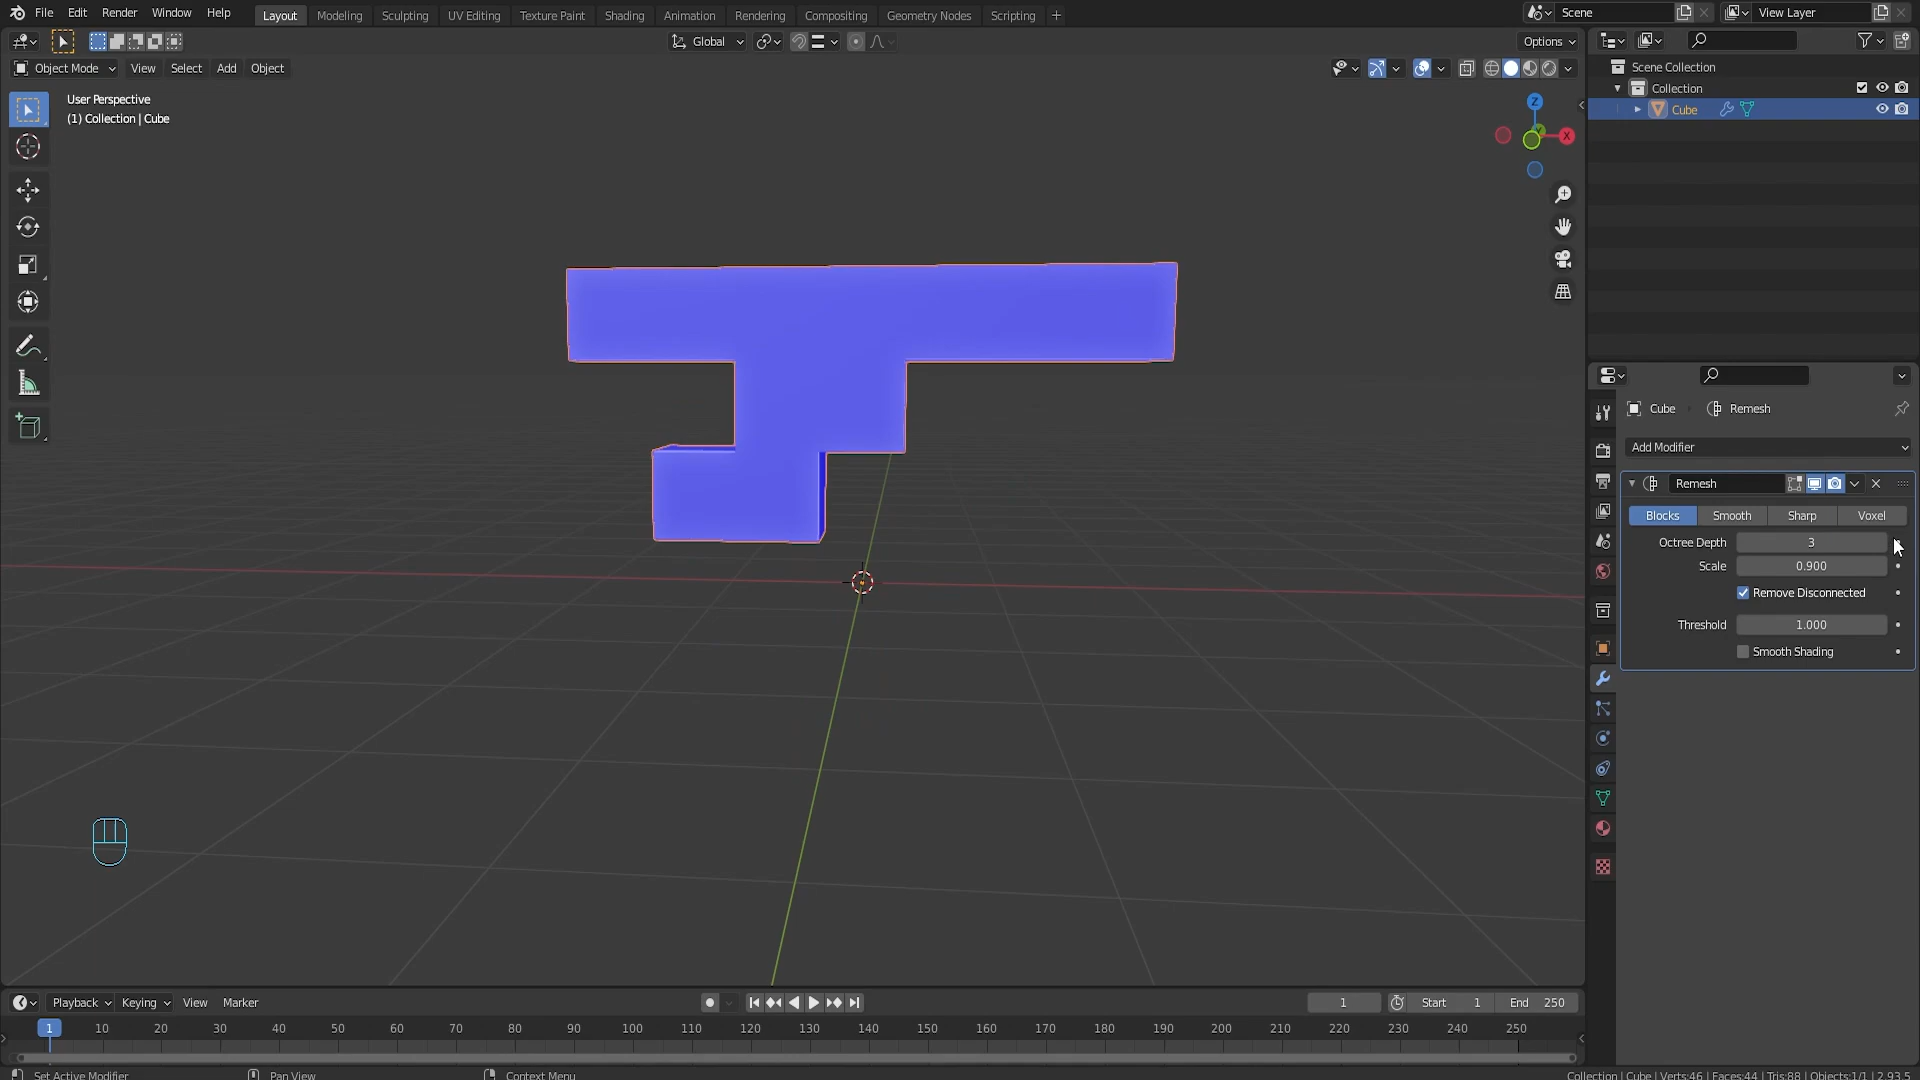 File Edit Render Window Help Layout Modeling Sculpting UV Editing Texture Paint Shading Animation Rendering Compositing Geometry Nodes Scripting + Scene View Layer
Global Options
Object Mode View Select Add Object
User Perspective
(1) Collection | Cube
Z
X
Scene Collection
Collection
Cube
Cube Remesh
Add Modifier
Remesh
Blocks Smooth Sharp Voxel
Octree Depth 3
Scale 0.900
Remove Disconnected
Threshold 1.000
Smooth Shading
Playback Keying View Marker 1 Start 1 End 250
1 10 20 30 40 50 60 70 80 90 100 110 120 130 140 150 160 170 180 190 200 210 220 230 240 250
Set Active Modifier Pan View Context Menu Collection | Cube | Verts:46 | Faces:44 | Tris:88 | Objects:1/1 | 2.93.5